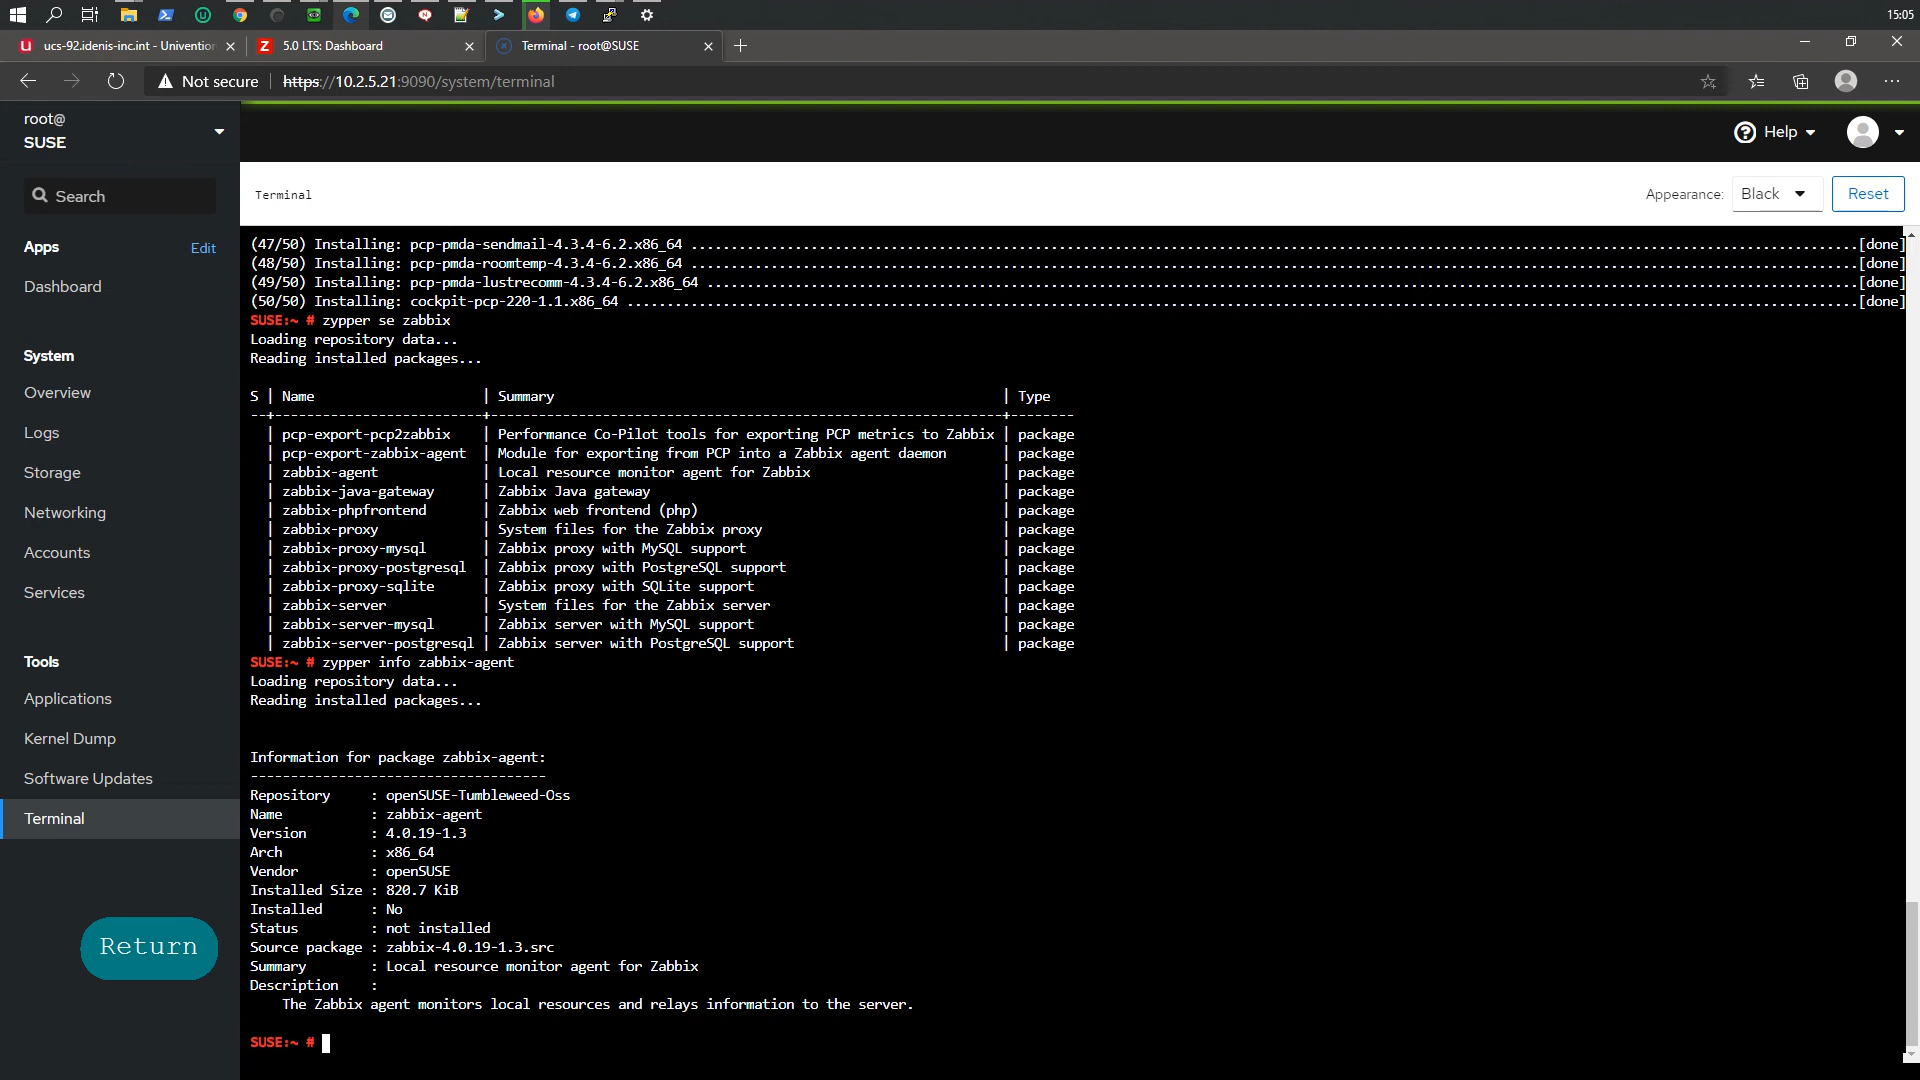 15:05
ucs-92.idenis-inc.int - Univention
5.0 LTS: Dashboard
Terminal - root@SUSE
Not secure
https://10.2.5.21:9090/system/terminal
root@
SUSE
Help
Search
Terminal
Appearance:
Black
Reset
Apps
Edit
Dashboard
System
Overview
Logs
Storage
Networking
Accounts
Services
Tools
Applications
Kernel Dump
Software Updates
Terminal
Return
(47/50) Installing: pcp-pmda-sendmail-4.3.4-6.2.x86_64 ..................................................................................................................................................[done]
(48/50) Installing: pcp-pmda-roomtemp-4.3.4-6.2.x86_64 ..................................................................................................................................................[done]
(49/50) Installing: pcp-pmda-lustrecomm-4.3.4-6.2.x86_64 ................................................................................................................................................[done]
(50/50) Installing: cockpit-pcp-220-1.1.x86_64 ..........................................................................................................................................................[done]
SUSE:~ # zypper se zabbix
Loading repository data...
Reading installed packages...
S | Name                     | Summary                                                        | Type
--+--------------------------+----------------------------------------------------------------+--------
  | pcp-export-pcp2zabbix    | Performance Co-Pilot tools for exporting PCP metrics to Zabbix | package
  | pcp-export-zabbix-agent  | Module for exporting from PCP into a Zabbix agent daemon       | package
  | zabbix-agent             | Local resource monitor agent for Zabbix                        | package
  | zabbix-java-gateway      | Zabbix Java gateway                                            | package
  | zabbix-phpfrontend       | Zabbix web frontend (php)                                      | package
  | zabbix-proxy             | System files for the Zabbix proxy                              | package
  | zabbix-proxy-mysql       | Zabbix proxy with MySQL support                                | package
  | zabbix-proxy-postgresql  | Zabbix proxy with PostgreSQL support                           | package
  | zabbix-proxy-sqlite      | Zabbix proxy with SQLite support                               | package
  | zabbix-server            | System files for the Zabbix server                             | package
  | zabbix-server-mysql      | Zabbix server with MySQL support                               | package
  | zabbix-server-postgresql | Zabbix server with PostgreSQL support                          | package
SUSE:~ # zypper info zabbix-agent
Loading repository data...
Reading installed packages...
Information for package zabbix-agent:
-------------------------------------
Repository     : openSUSE-Tumbleweed-Oss
Name           : zabbix-agent
Version        : 4.0.19-1.3
Arch           : x86_64
Vendor         : openSUSE
Installed Size : 820.7 KiB
Installed      : No
Status         : not installed
Source package : zabbix-4.0.19-1.3.src
Summary        : Local resource monitor agent for Zabbix
Description    :
    The Zabbix agent monitors local resources and relays information to the server.
SUSE:~ #